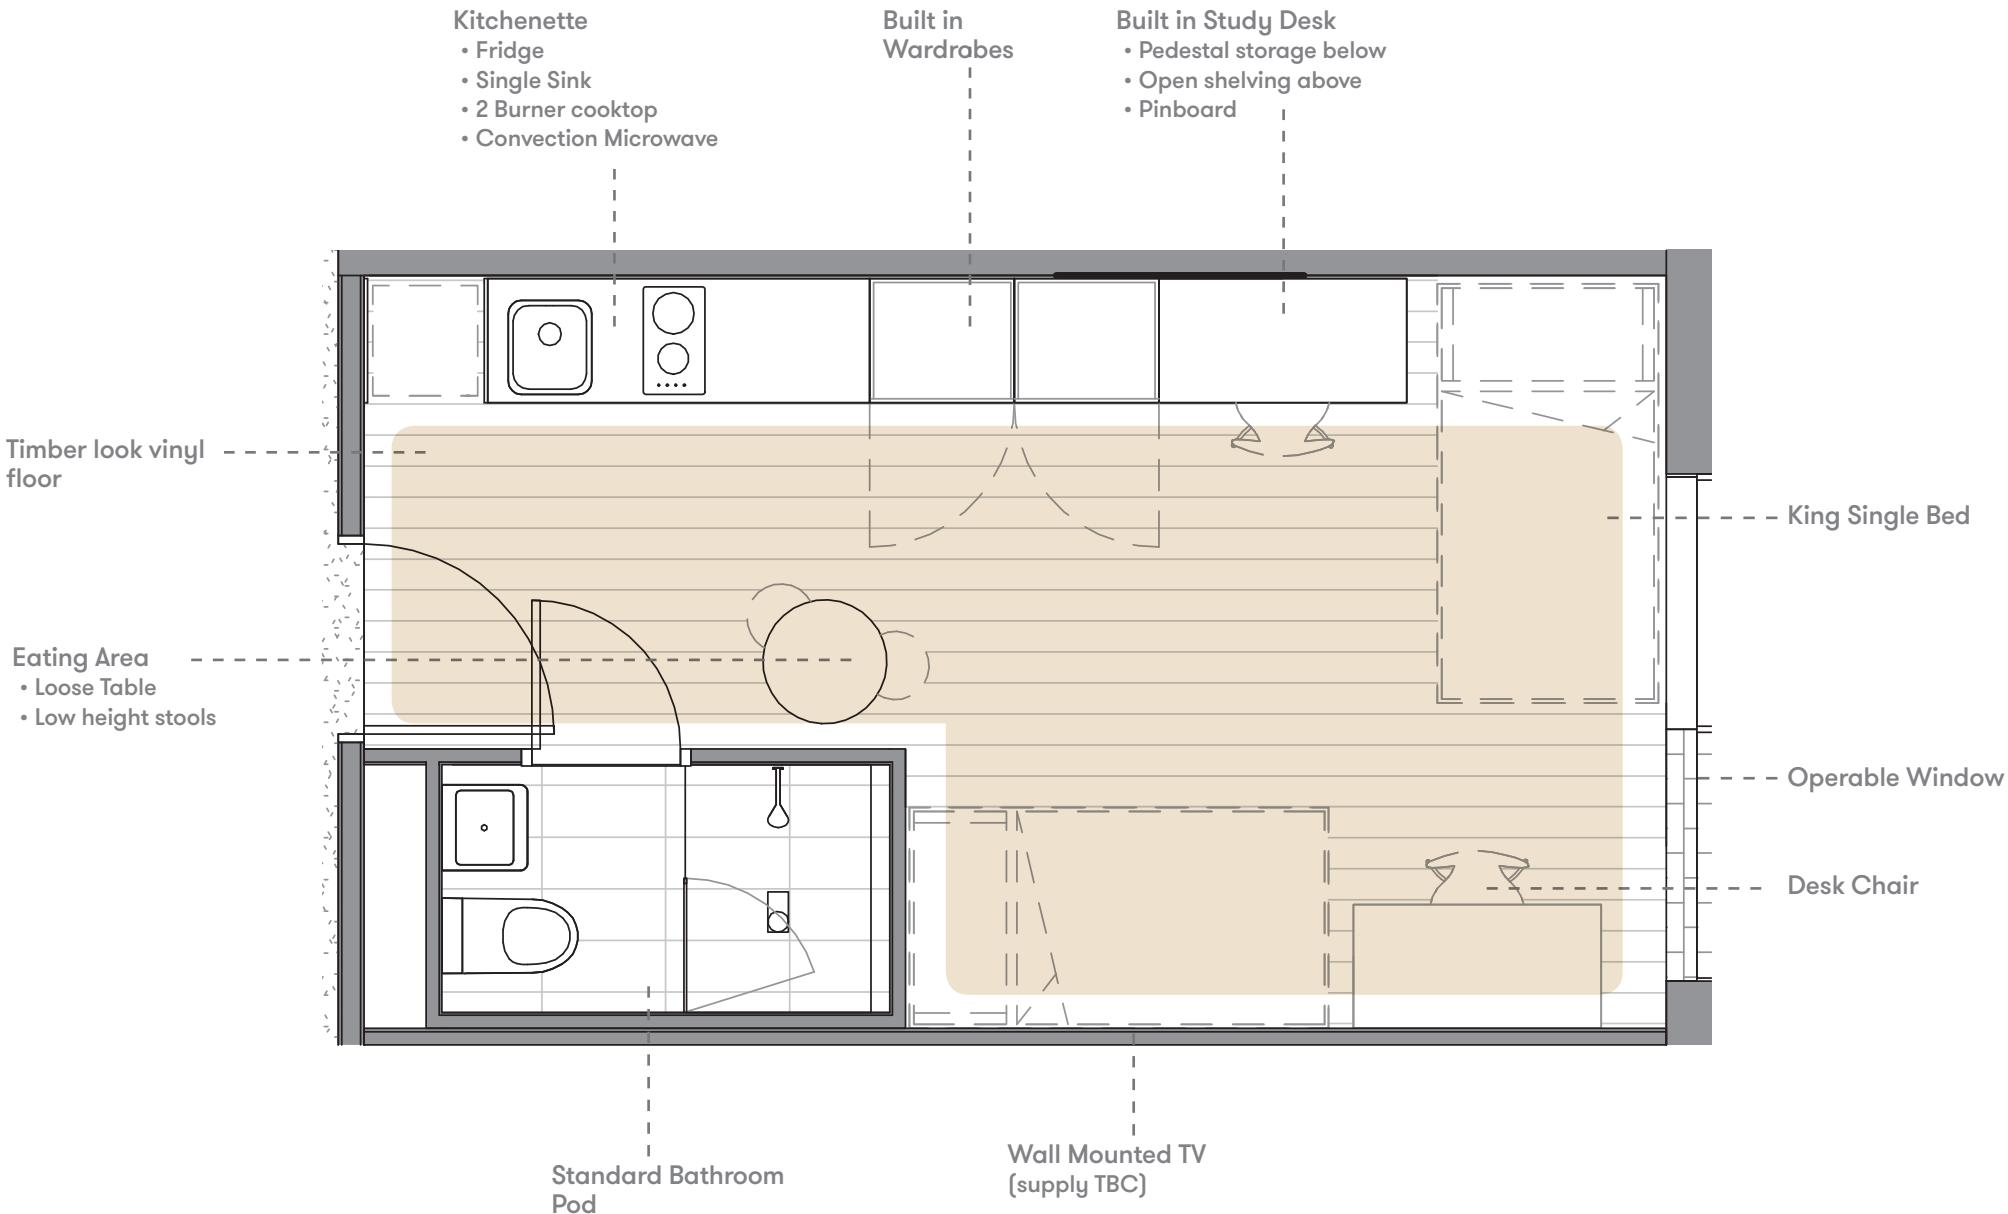 Kitchenette
• Fridge
• Single Sink
• 2 Burner cooktop
• Convection Microwave
Built in
Wardrabes
Built in Study Desk
• Pedestal storage below
• Open shelving above
• Pinboard
Timber look vinyl
floor
King Single Bed
Eating Area
• Loose Table
• Low height stools
Operable Window
Desk Chair
Standard Bathroom
Pod
Wall Mounted TV
(supply TBC)